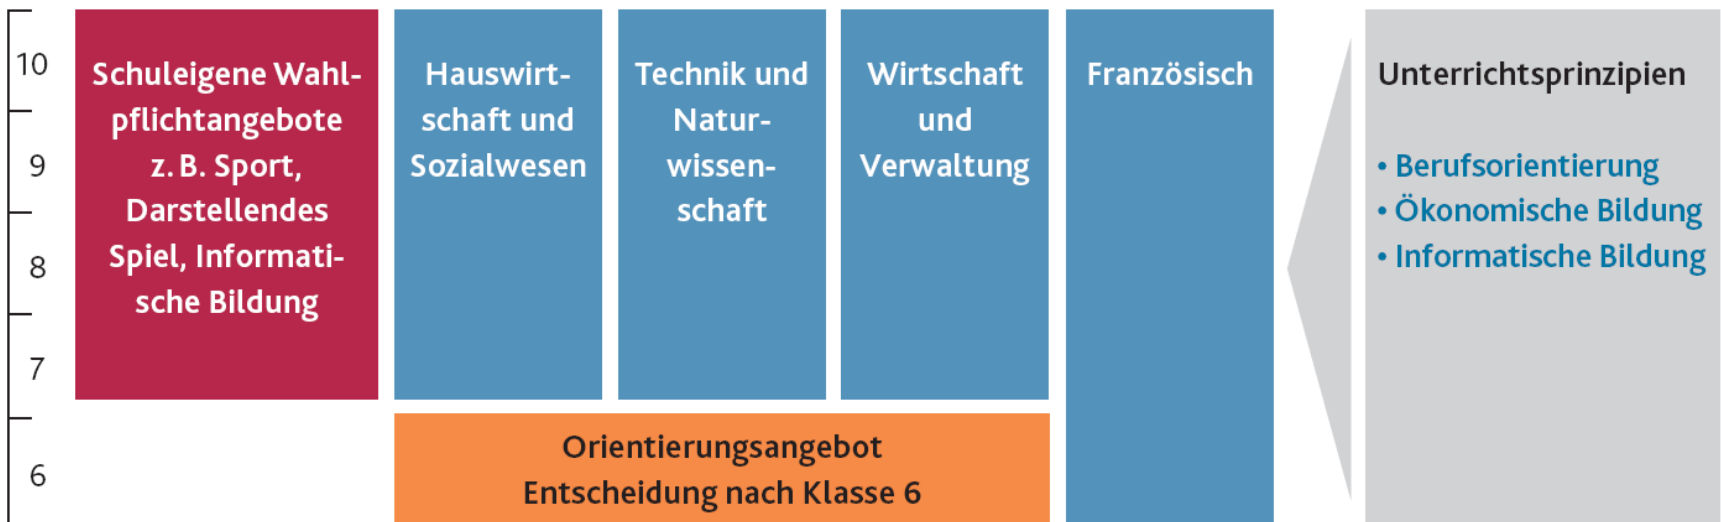 10
9
8
7
6
Schuleigene Wahl-
pflichtangebote
z. B. Sport,
Darstellendes
Spiel, Informati-
sche Bildung
Hauswirt-
schaft und
Sozialwesen
Technik und
Natur-
wissen-
schaft
Wirtschaft
und
Verwaltung
Französisch
Orientierungsangebot
Entscheidung nach Klasse 6
Unterrichtsprinzipien
• Berufsorientierung
• Ökonomische Bildung
• Informatische Bildung